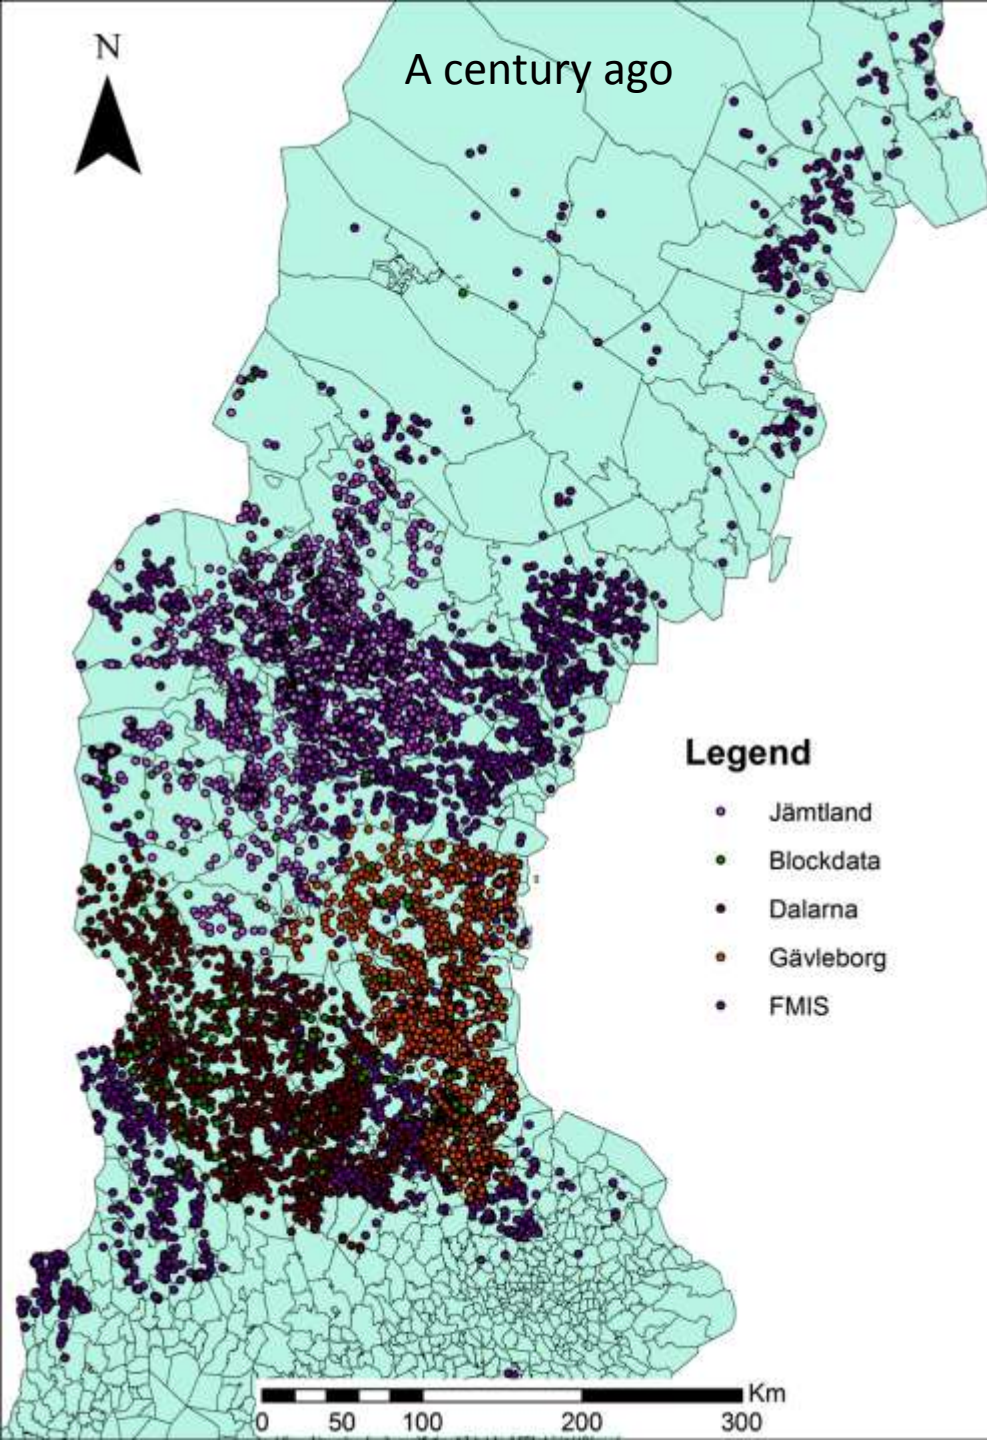 N
A century ago
Legend
Jämtland
Blockdata
Dalarna
Gävleborg
FMIS
Km
0 50 100 200 300